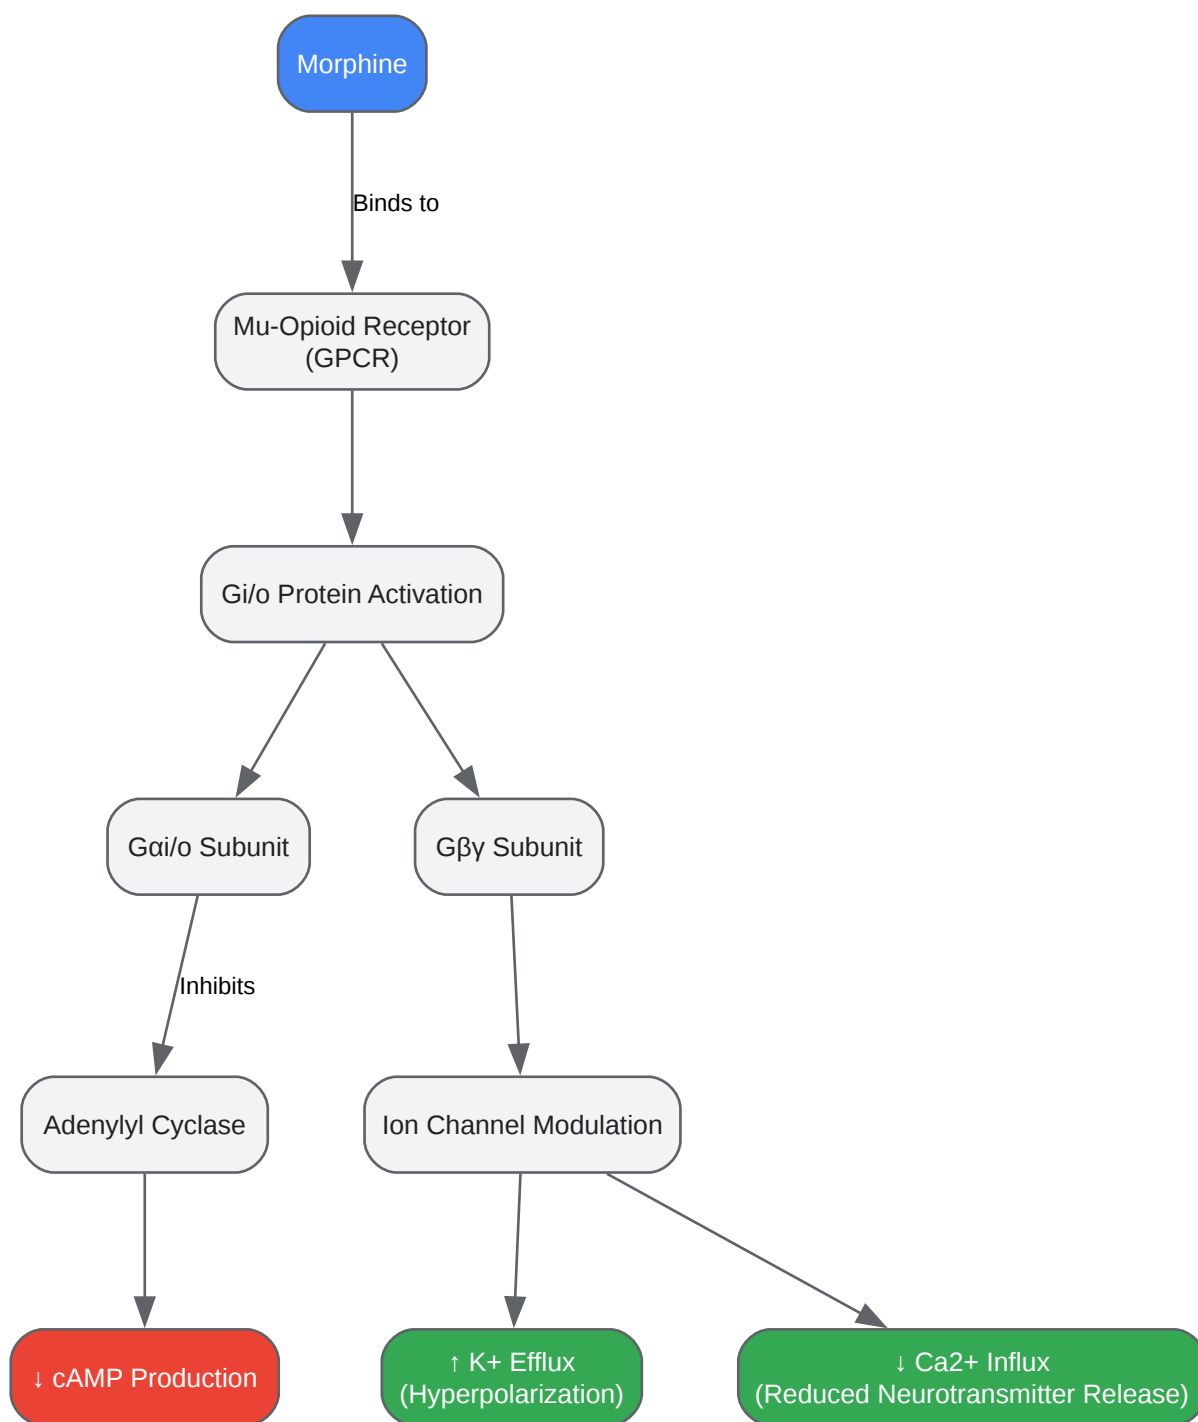 Morphine
Binds to
Mu-Opioid Receptor
(GPCR)
Gi/o Protein Activation
Gαi/o Subunit
Gβγ Subunit
Inhibits
Adenylyl Cyclase
Ion Channel Modulation
↓ cAMP Production
↑ K+ Efflux
(Hyperpolarization)
↓ Ca2+ Influx
(Reduced Neurotransmitter Release)